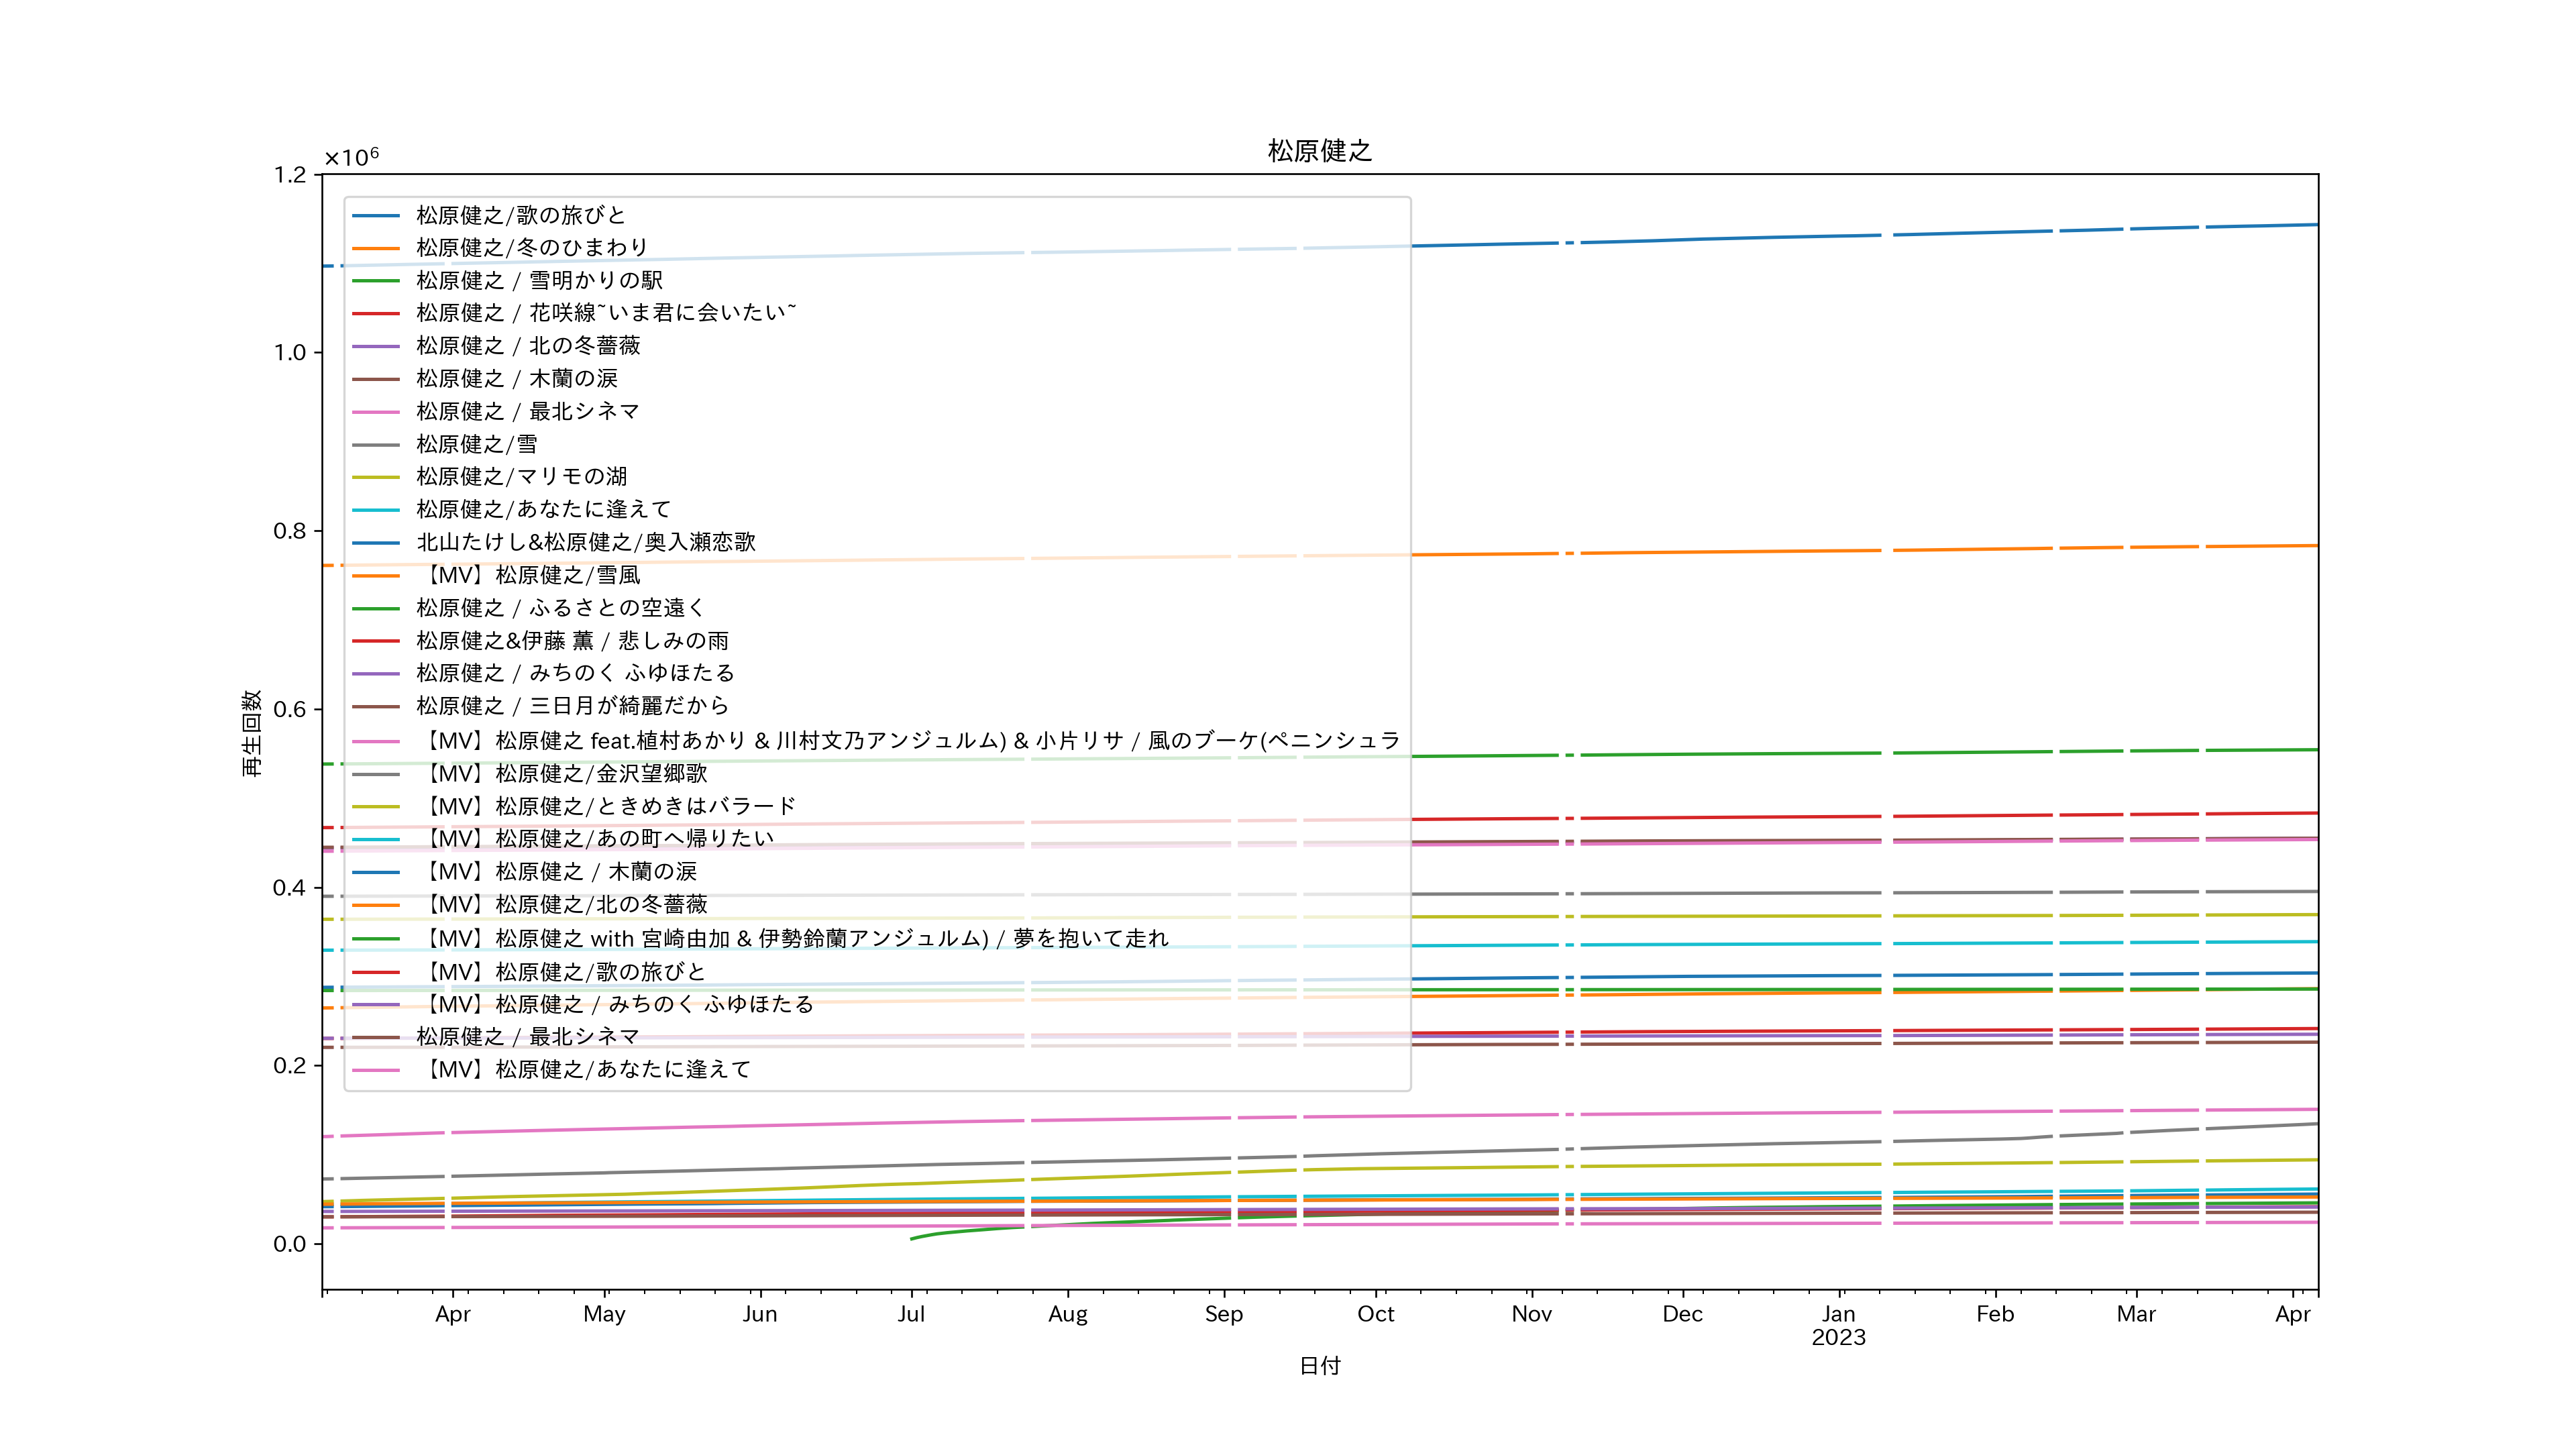 松原健之
×10⁶
1.2
1.0
0.8
0.6
0.4
0.2
0.0
再生回数
松原健之/歌の旅びと
松原健之/冬のひまわり
松原健之 / 雪明かりの駅
松原健之 / 花咲線~いま君に会いたい~
松原健之 / 北の冬薔薇
松原健之 / 木蘭の涙
松原健之 / 最北シネマ
松原健之/雪
松原健之/マリモの湖
松原健之/あなたに逢えて
北山たけし&松原健之/奥入瀬恋歌
【MV】松原健之/雪風
松原健之 / ふるさとの空遠く
松原健之&伊藤 薫 / 悲しみの雨
松原健之 / みちのく ふゆほたる
松原健之 / 三日月が綺麗だから
【MV】松原健之 feat.植村あかり & 川村文乃アンジュルム) & 小片リサ / 風のブーケ(ペニンシュラ
【MV】松原健之/金沢望郷歌
【MV】松原健之/ときめきはバラード
【MV】松原健之/あの町へ帰りたい
【MV】松原健之 / 木蘭の涙
【MV】松原健之/北の冬薔薇
【MV】松原健之 with 宮崎由加 & 伊勢鈴蘭アンジュルム) / 夢を抱いて走れ
【MV】松原健之/歌の旅びと
【MV】松原健之 / みちのく ふゆほたる
松原健之 / 最北シネマ
【MV】松原健之/あなたに逢えて
Apr May Jun Jul Aug Sep Oct Nov Dec Jan Feb Mar Apr
2023
日付